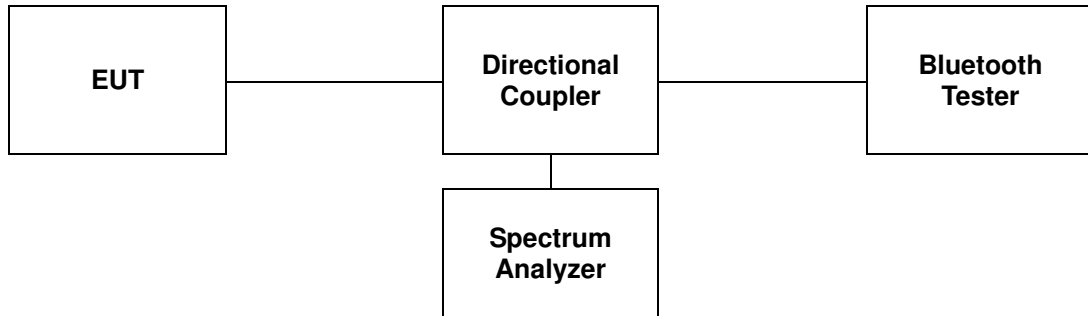 EUT
Directional
Coupler
Bluetooth
Tester
Spectrum
Analyzer